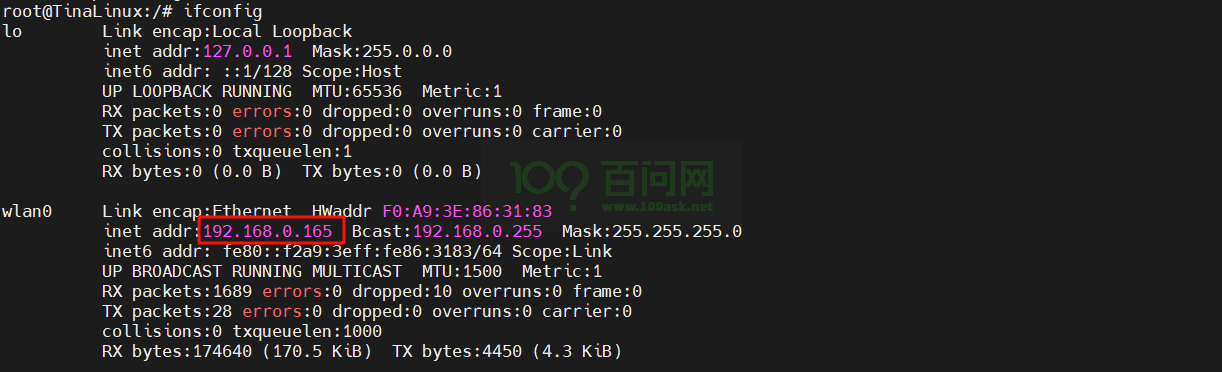 root@TinaLinux:/# ifconfig
lo Link encap:Local Loopback
inet addr:127.0.0.1 Mask:255.0.0.0
inet6 addr: ::1/128 Scope:Host
UP LOOPBACK RUNNING MTU:65536 Metric:1
RX packets:0 errors:0 dropped:0 overruns:0 frame:0
TX packets:0 errors:0 dropped:0 overruns:0 carrier:0
collisions:0 txqueuelen:1
RX bytes:0 (0.0 B) TX bytes:0 (0.0 B)
百问网
www.100ask.net
wlan0 Link encap:Ethernet HWaddr F0:A9:3E:86:31:83
inet addr:192.168.0.165 Bcast:192.168.0.255 Mask:255.255.255.0
inet6 addr: fe80::f2a9:3eff:fe86:3183/64 Scope:Link
UP BROADCAST RUNNING MULTICAST MTU:1500 Metric:1
RX packets:1689 errors:0 dropped:10 overruns:0 frame:0
TX packets:28 errors:0 dropped:0 overruns:0 carrier:0
collisions:0 txqueuelen:1000
RX bytes:174640 (170.5 KiB) TX bytes:4450 (4.3 KiB)